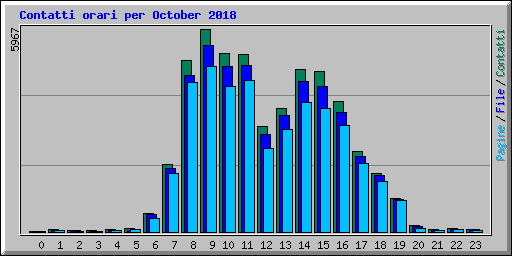 Contatti orari per October 2018
5967
Pagine / File / Contatti
0 1 2 3 4 5 6 7 8 9 10 11 12 13 14 15 16 17 18 19 20 21 22 23